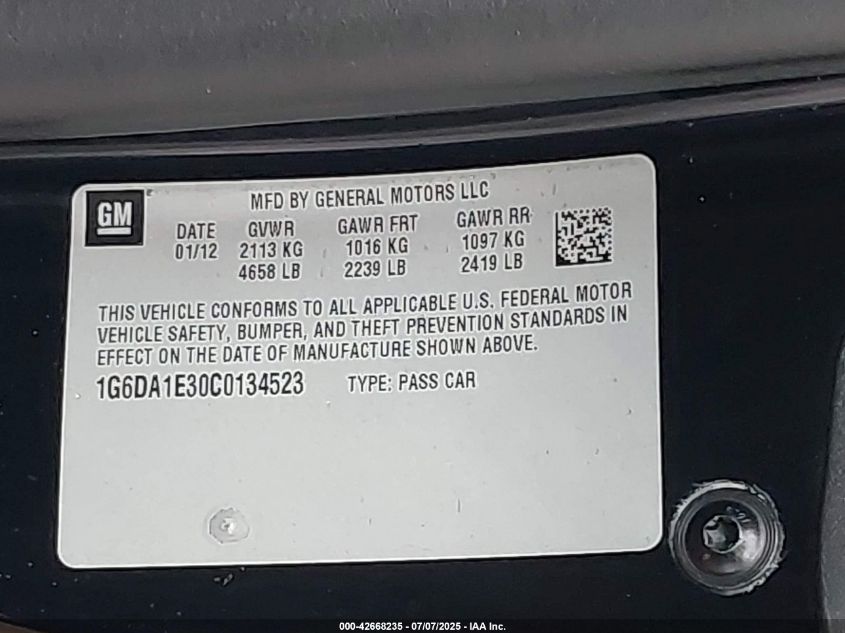 GM
MFD BY GENERAL MOTORS LLC
DATE GVWR GAWR FRT GAWR RR
01/12 2113 KG 1016 KG 1097 KG
4658 LB 2239 LB 2419 LB
THIS VEHICLE CONFORMS TO ALL APPLICABLE U.S. FEDERAL MOTOR
VEHICLE SAFETY, BUMPER, AND THEFT PREVENTION STANDARDS IN
EFFECT ON THE DATE OF MANUFACTURE SHOWN ABOVE.
1G6DA1E30C0134523 TYPE: PASS CAR
000-42668235 - 07/07/2025 - IAA Inc.